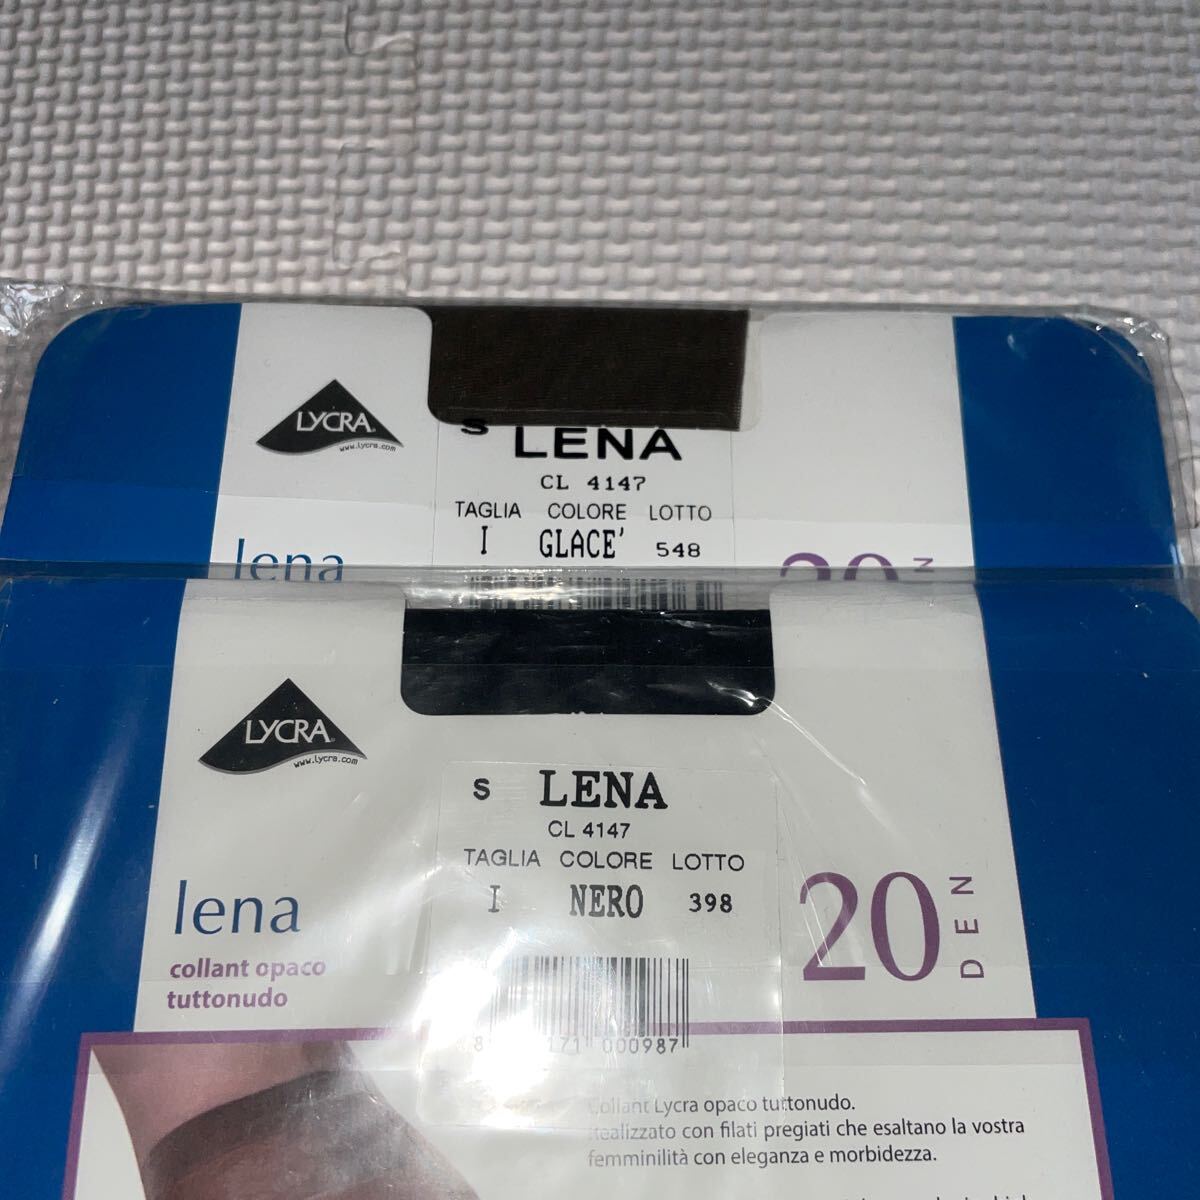 LYCRA
www.lycra.com
S LENA
CL 4147
TAGLIA COLORE LOTTO
I GLACE' 548
lena
20
LYCRA
www.lycra.com
S LENA
CL 4147
TAGLIA COLORE LOTTO
I NERO 398
lena
collant opaco
tuttonudo
20 DEN
000987
Collant Lycra opaco tuttonudo.
Realizzato con filati pregiati che esaltano la vostra
femminilità con eleganza e morbidezza.